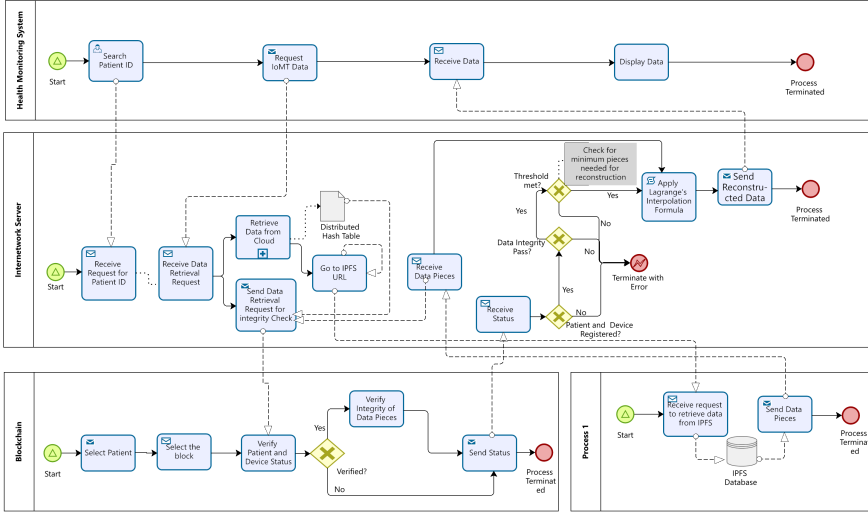 Health Monitoring System
Start
Search
Patient ID
Request
IoMT Data
Receive Data
Display Data
Process
Terminated
Internetwork Server
Start
Receive
Request for
Patient ID
Receive Data
Retrieval
Request
Retrieve
Data from
Cloud
Send Data
Retrieval
Request for
integrity Check
Distributed
Hash Table
Go to IPFS
URL
Receive
Data Pieces
Receive
Status
Threshold
met?
Check for
minimum pieces
needed for
reconstruction
Yes
Yes
No
Data Integrity
Pass?
No
Yes
No
Patient and Device
Registered?
Terminate with
Error
Apply
Lagrange's
Interpolation
Formula
Send
Reconstru-
cted Data
Process
Terminated
Blockchain
Start
Select Patient
Select the
block
Verify
Patient and
Device Status
Yes
Verified?
No
Verify
Integrity of
Data Pieces
Send Status
Process
Terminat
ed
Process 1
Start
Receive request
to retrieve data
from IPFS
IPFS
Database
Send Data
Pieces
Process
Terminat
ed